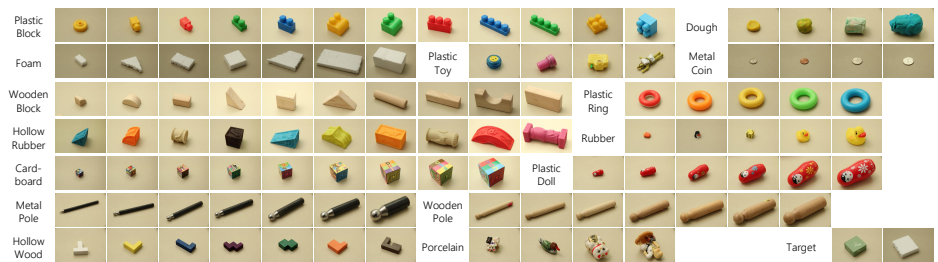 Plastic
Block
Dough
Foam
Plastic
Toy
Metal
Coin
Wooden
Block
Plastic
Ring
Hollow
Rubber
Rubber
Card-
board
Plastic
Doll
Metal
Pole
Wooden
Pole
Hollow
Wood
Porcelain
Target